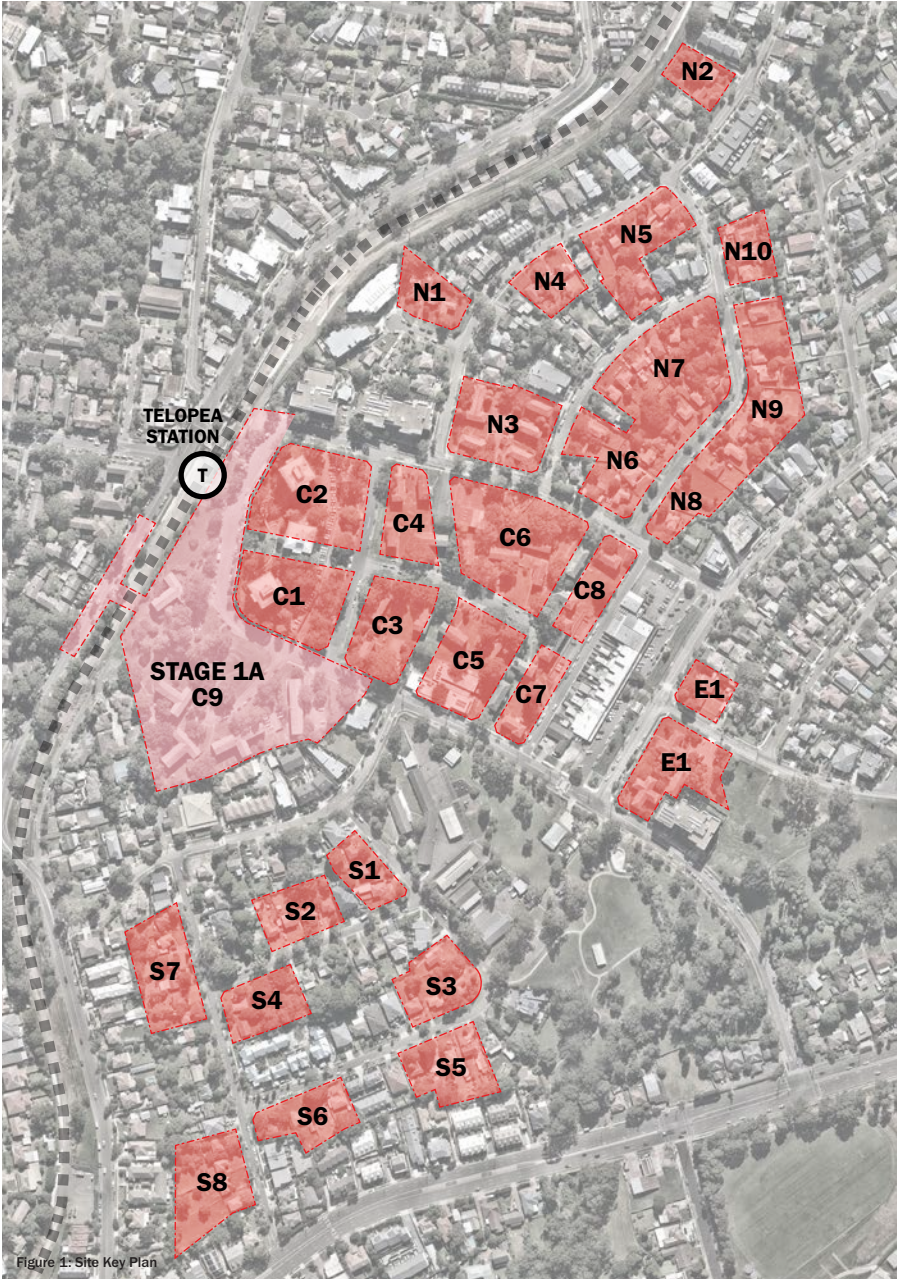 N2
N5
N10
N4
N1
N7
N9
TELOPEA
STATION
T
N3
N6
N8
C2
C4
C6
C8
C1
C3
C5
C7
STAGE 1A
C9
E1
E1
S1
S2
S7
S3
S4
S5
S6
S8
Figure 1: Site Key Plan